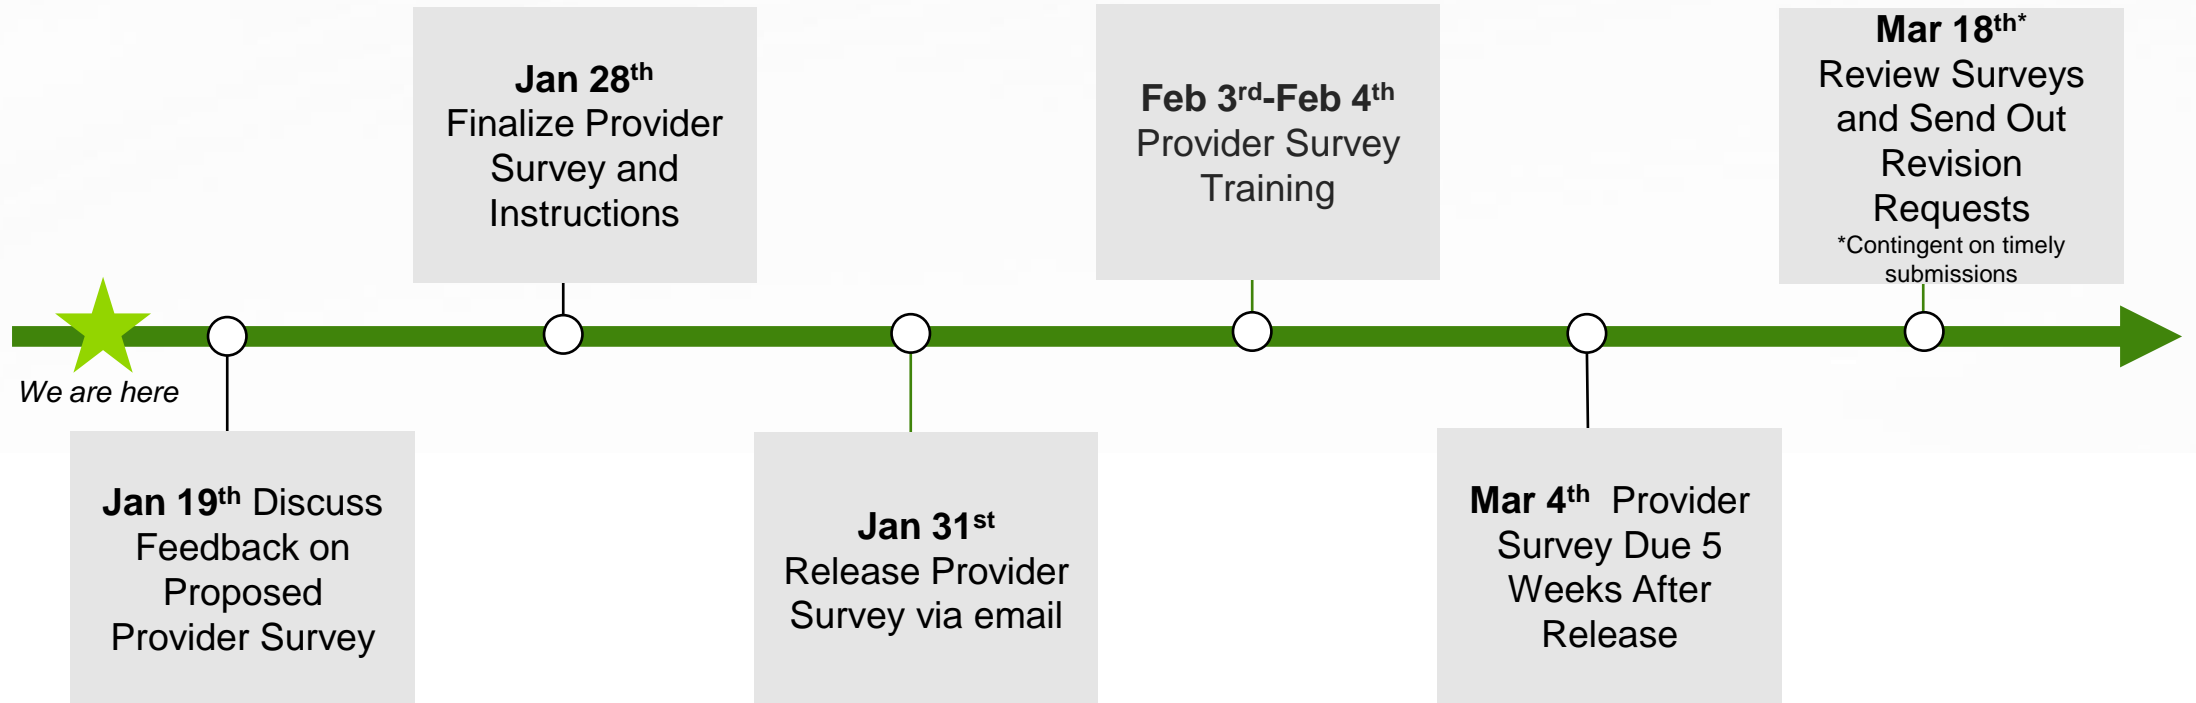 We are here
Jan 19th Discuss
Feedback on
Proposed
Provider Survey
Jan 28th
Finalize Provider
Survey and
Instructions
Jan 31st
Release Provider
Survey via email
Feb 3rd-Feb 4th
Provider Survey
Training
Mar 4th Provider
Survey Due 5
Weeks After
Release
Mar 18th*
Review Surveys
and Send Out
Revision
Requests
*Contingent on timely
submissions